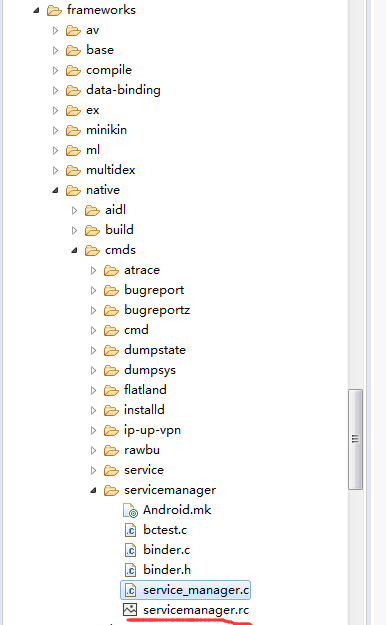 frameworks
av
base
compile
data-binding
ex
minikin
ml
multidex
native
aidl
build
cmds
atrace
bugreport
bugreportz
cmd
dumpstate
dumpsys
flatland
installd
ip-up-vpn
rawbu
service
servicemanager
Android.mk
bctest.c
binder.c
binder.h
service_manager.c
servicemanager.rc